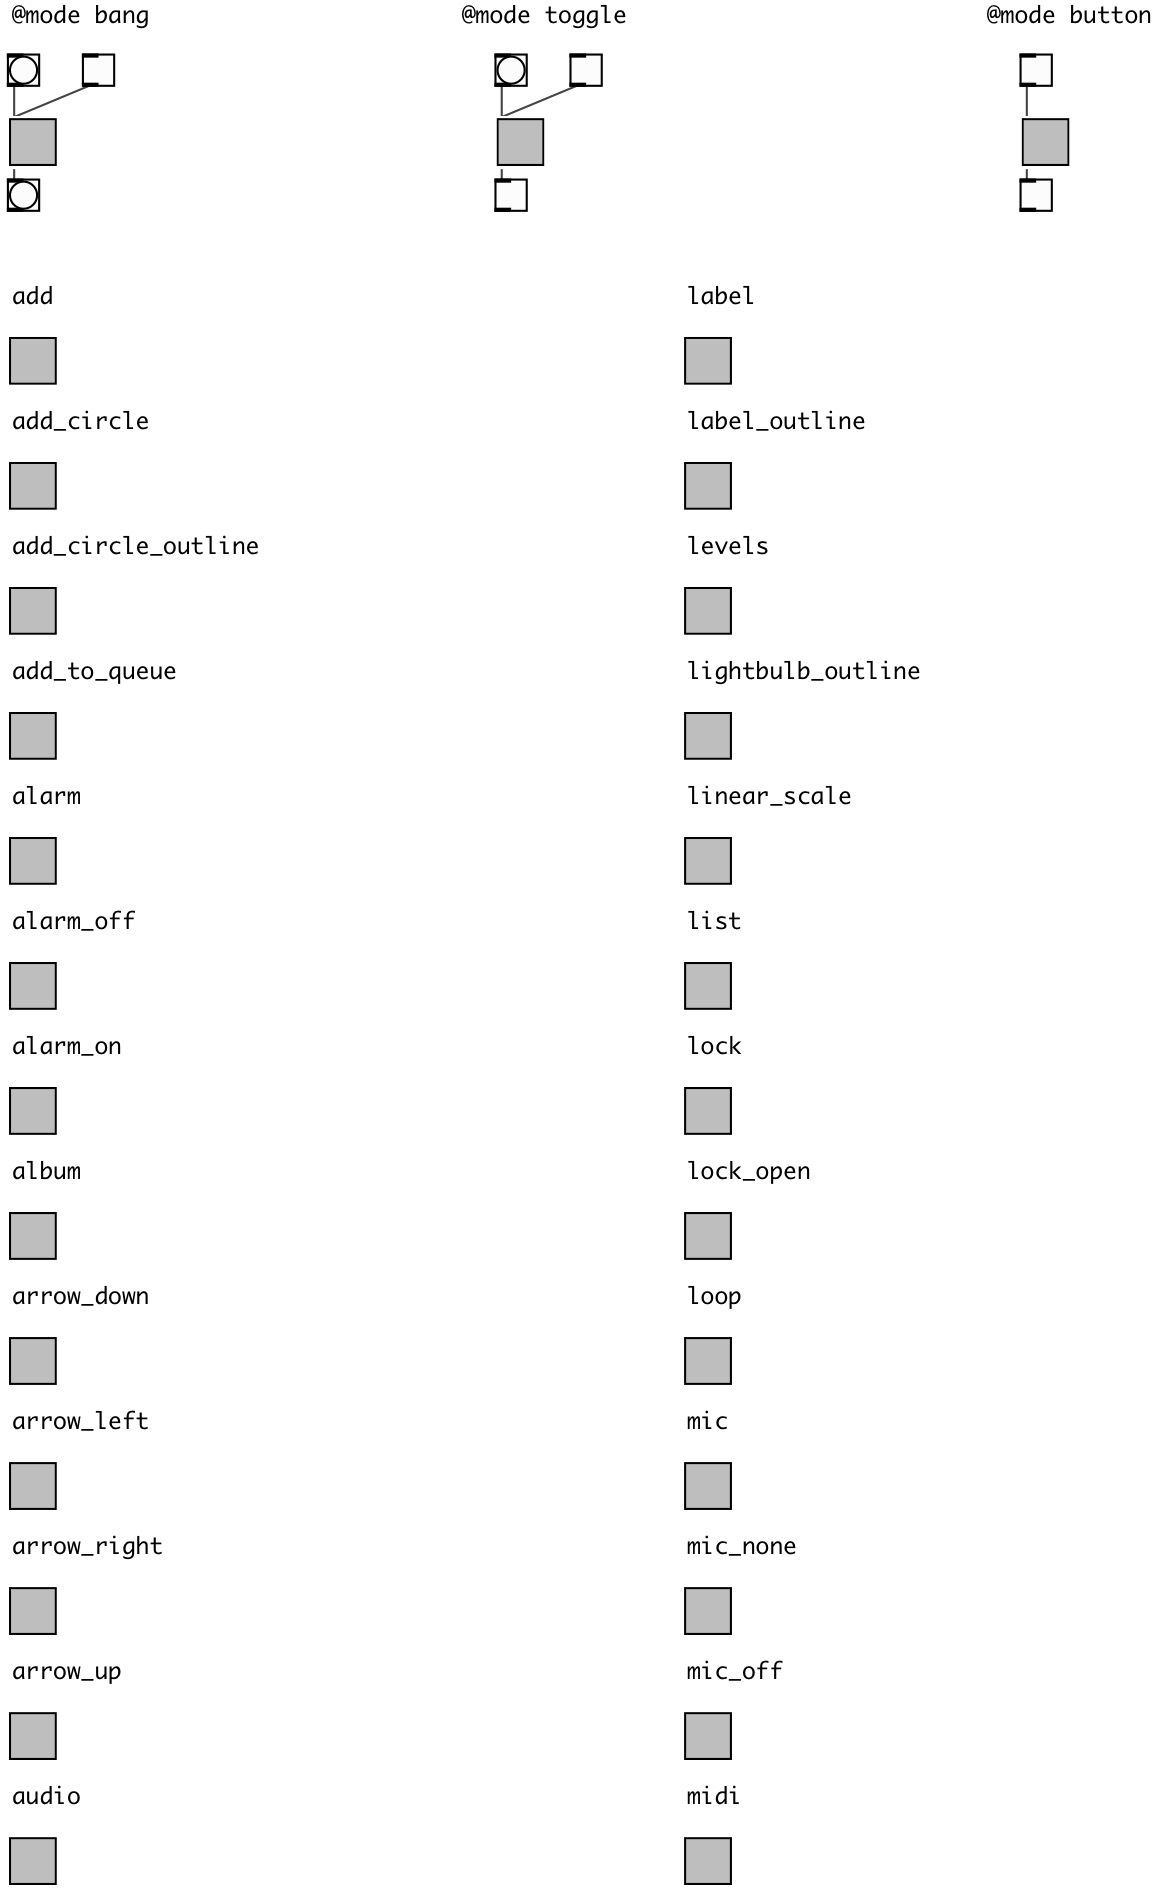 @mode bang
@mode toggle
@mode button
add
label
add_circle
label_outline
add_circle_outline
levels
add_to_queue
lightbulb_outline
alarm
linear_scale
alarm_off
list
alarm_on
lock
album
lock_open
arrow_down
loop
arrow_left
mic
arrow_right
mic_none
arrow_up
mic_off
audio
midi